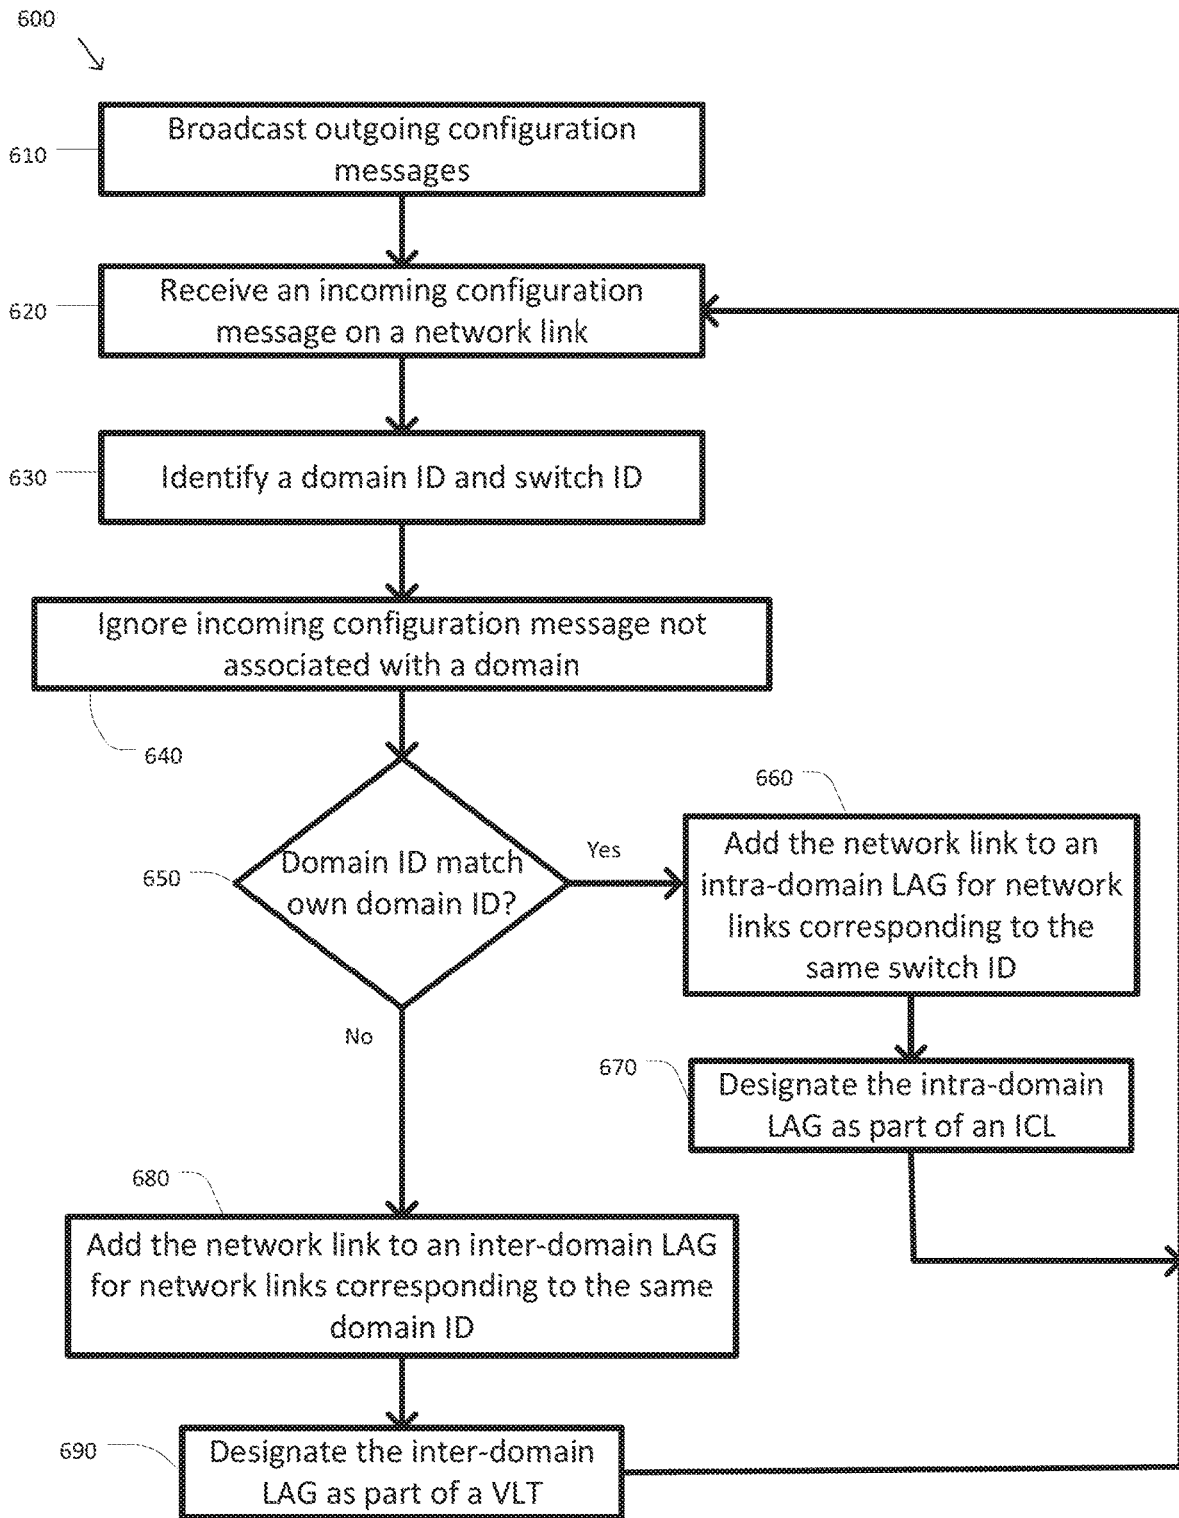 600
Broadcast outgoing configuration
messages
610
Receive an incoming configuration
message on a network link
620
Identify a domain ID and switch ID
630
Ignore incoming configuration message not
associated with a domain
640
Domain ID match
own domain ID?
650
Yes
660
Add the network link to an
intra-domain LAG for network
links corresponding to the
same switch ID
No
670
Designate the intra-domain
LAG as part of an ICL
680
Add the network link to an inter-domain LAG
for network links corresponding to the same
domain ID
690
Designate the inter-domain
LAG as part of a VLT